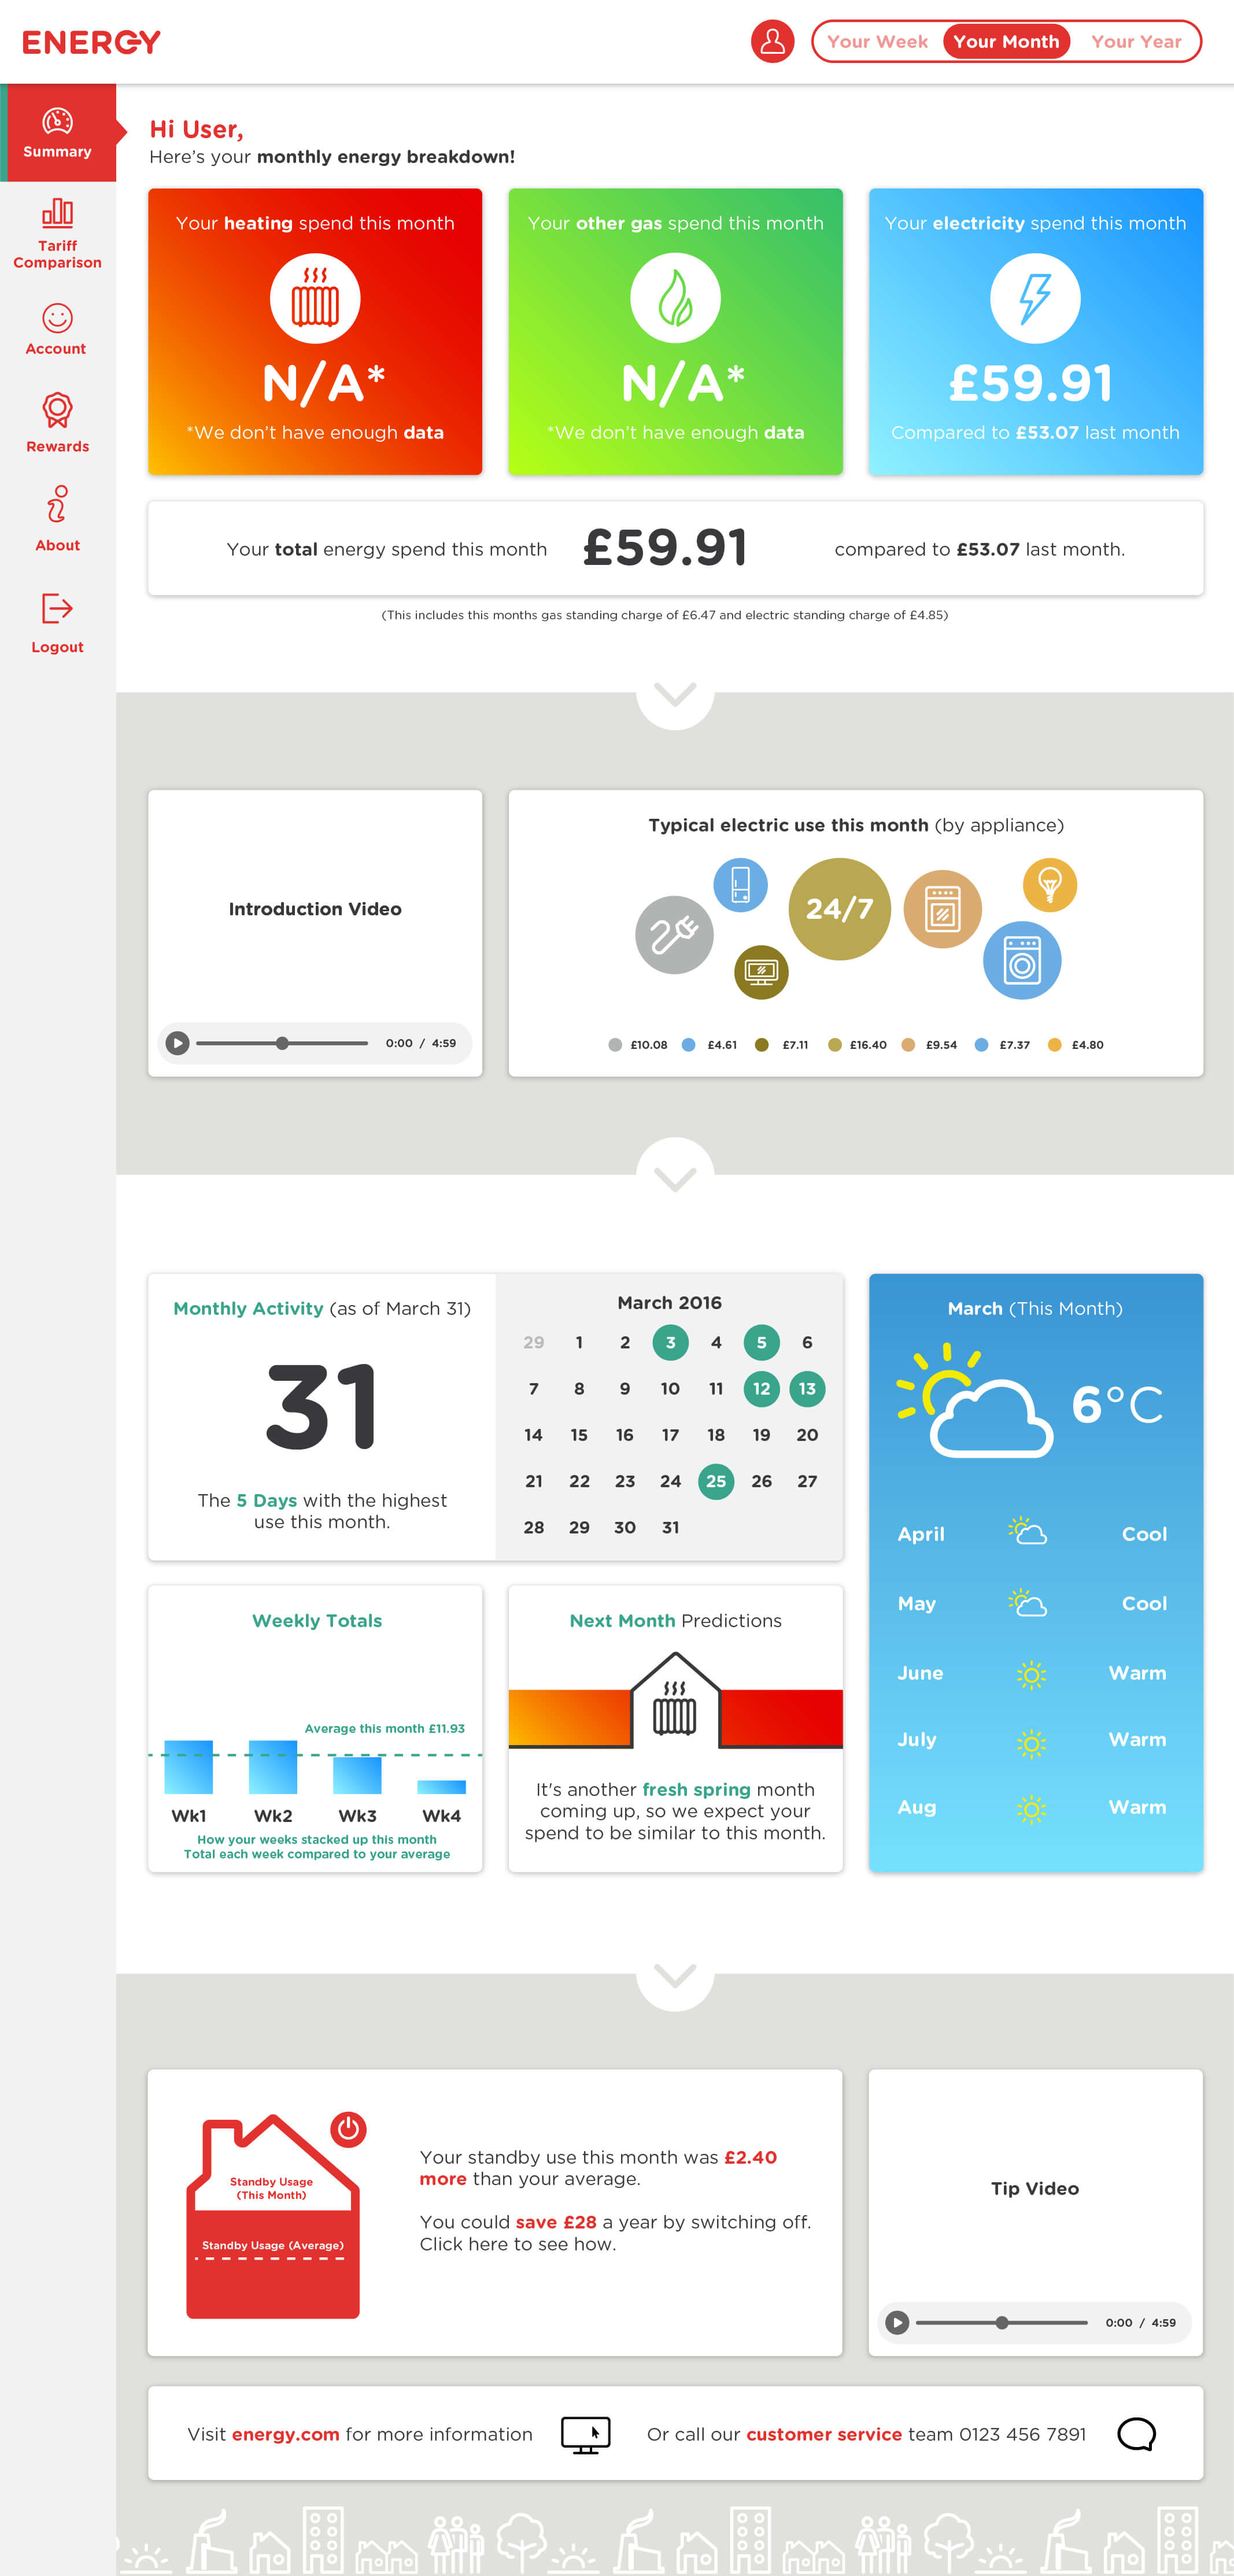 ENERGY
Your Week Your Month Your Year
Summary
Tariff
Comparison
Account
Rewards
About
Logout
Hi User,
Here's your monthly energy breakdown!
Your heating spend this month
N/A*
*We don't have enough data
Your other gas spend this month
N/A*
*We don't have enough data
Your electricity spend this month
£59.91
Compared to £53.07 last month
Your total energy spend this month £59.91 compared to £53.07 last month.
(This includes this months gas standing charge of £6.47 and electric standing charge of £4.85)
Introduction Video
0:00 / 4:59
Typical electric use this month (by appliance)
24/7
£10.08 £4.61 £7.11 £16.40 £9.54 £7.37 £4.80
Monthly Activity (as of March 31)
31
The 5 Days with the highest
use this month.
March 2016
29 1 2 3 4 5 6
7 8 9 10 11 12 13
14 15 16 17 18 19 20
21 22 23 24 25 26 27
28 29 30 31
March (This Month)
6°C
April Cool
May Cool
June Warm
July Warm
Aug Warm
Weekly Totals
Average this month £11.93
Wk1 Wk2 Wk3 Wk4
How your weeks stacked up this month
Total each week compared to your average
Next Month Predictions
It's another fresh spring month
coming up, so we expect your
spend to be similar to this month.
Standby Usage
(This Month)
Standby Usage (Average)
Your standby use this month was £2.40
more than your average.
You could save £28 a year by switching off.
Click here to see how.
Tip Video
0:00 / 4:59
Visit energy.com for more information
Or call our customer service team 0123 456 7891